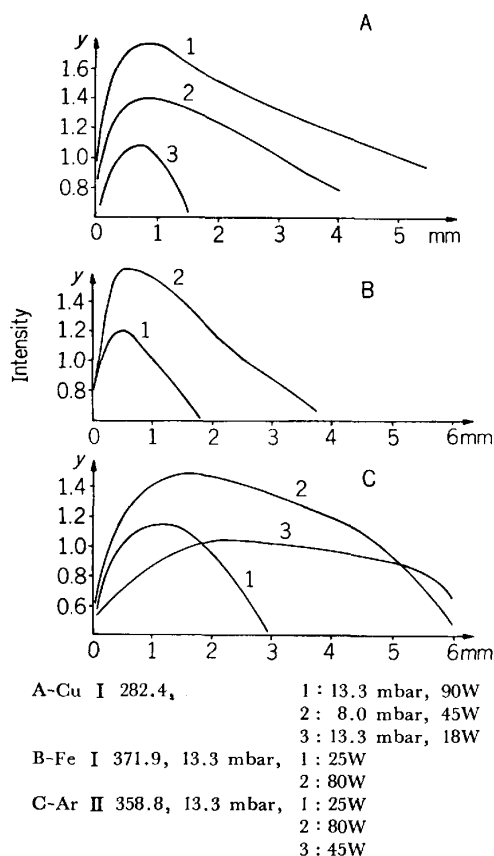 A
y
1.6
1.4
1.2
1.0
0.8
1
2
3
0 1 2 3 4 5 mm
Intensity
B
y
1.4
1.2
1.0
0.8
2
1
0 1 2 3 4 5 6mm
C
y
1.4
1.2
1.0
0.8
0.6
2
3
1
0 1 2 3 4 5 6mm
A-Cu I 282.4, 1 : 13.3 mbar, 90W
2 : 8.0 mbar, 45W
3 : 13.3 mbar, 18W
B-Fe I 371.9, 13.3 mbar, 1 : 25W
2 : 80W
C-Ar II 358.8, 13.3 mbar, 1 : 25W
2 : 80W
3 : 45W